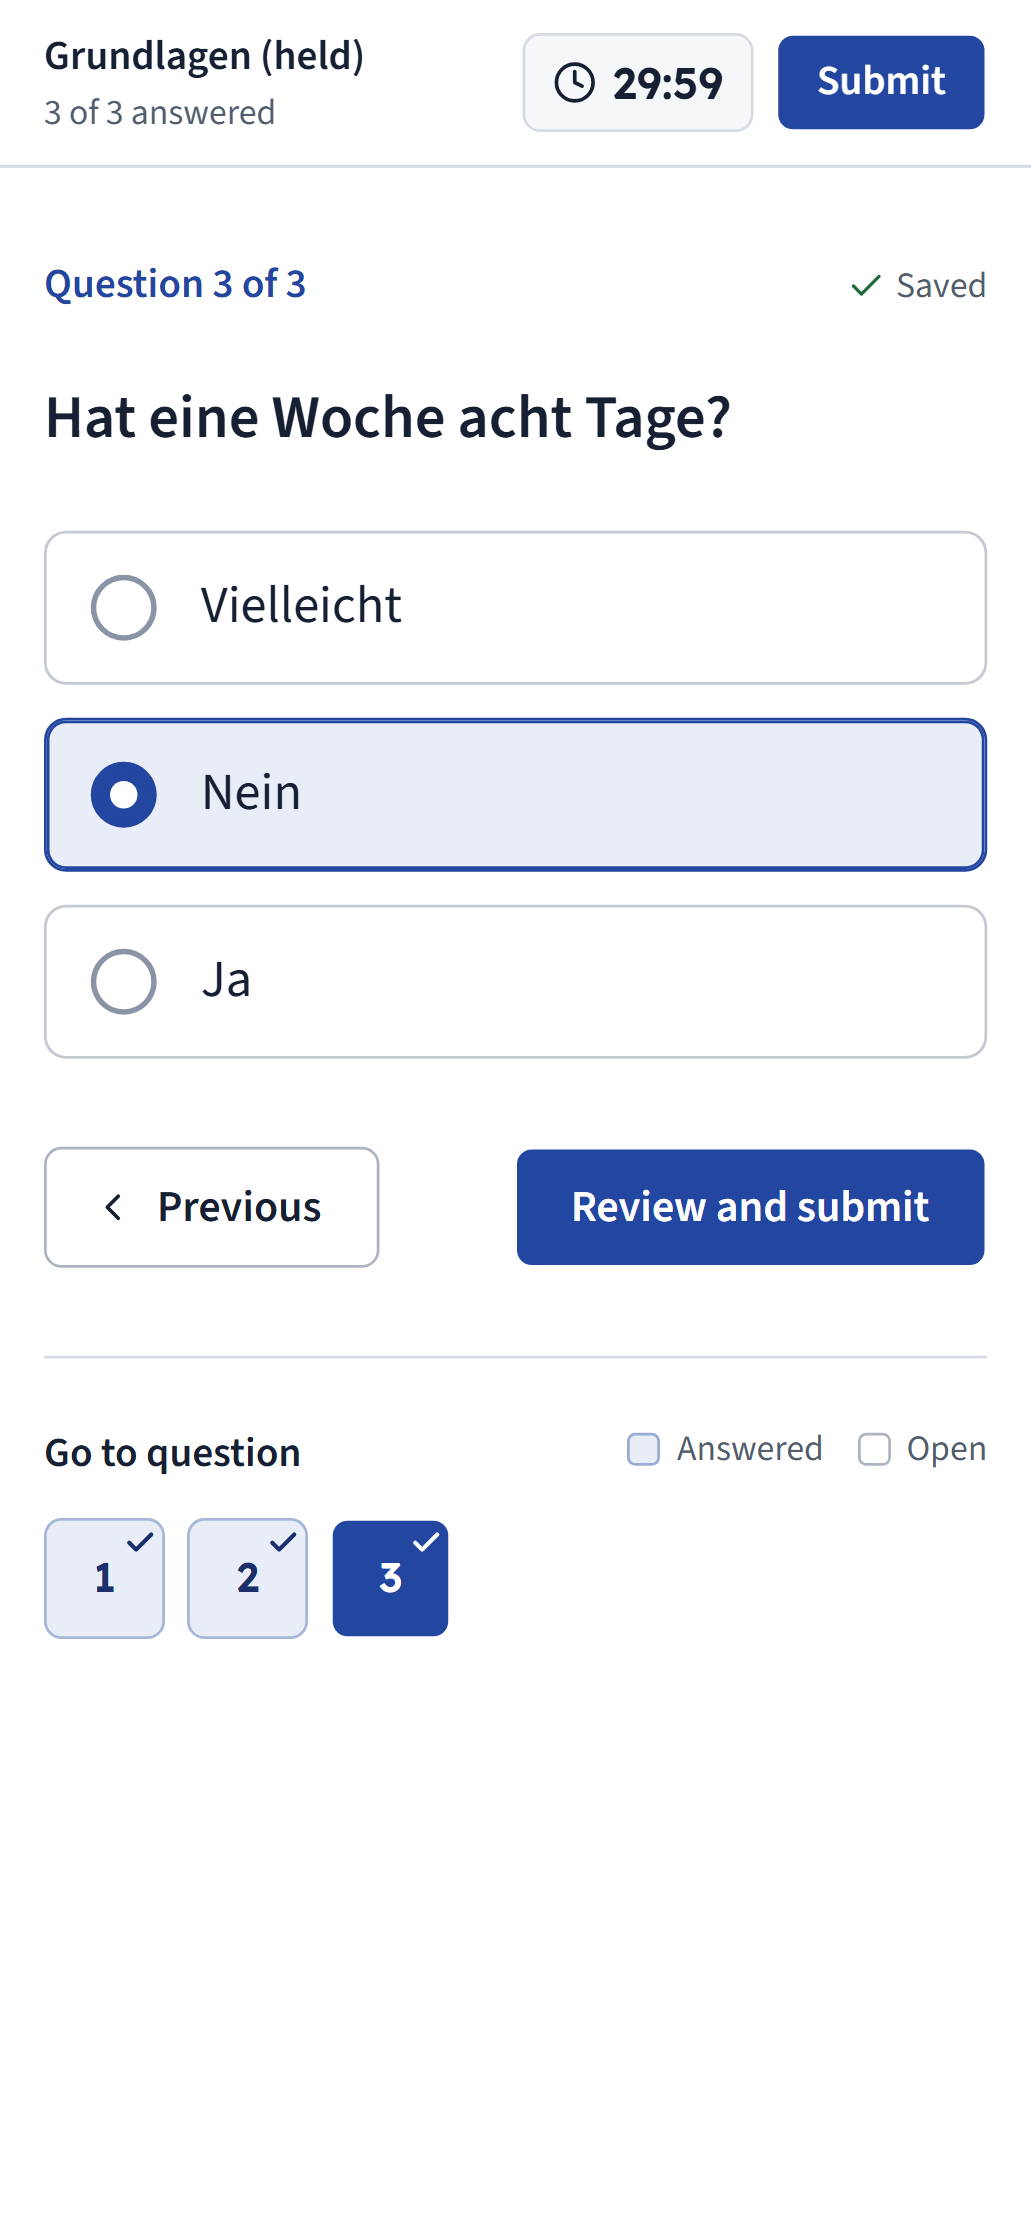 Grundlagen (held)
3 of 3 answered
29:59
Submit
Question 3 of 3
Saved
Hat eine Woche acht Tage?
Vielleicht
Nein
Ja
Previous
Review and submit
Go to question
Answered
Open
1
2
3